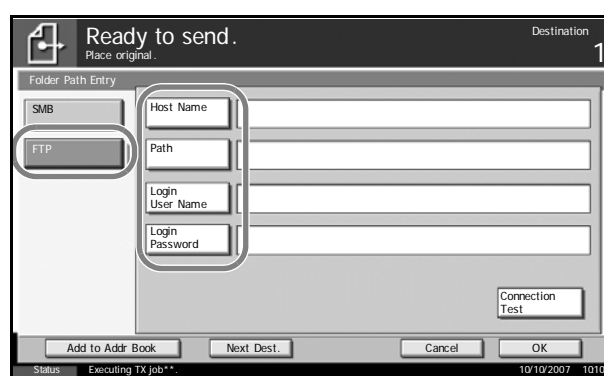 Ready to send.
Destination
Place original.
1
Folder Path Entry
SMB
Host Name
FTP
Path
Login
User Name
Login
Password
Connection
Test
Add to Addr Book
Next Dest.
Cancel
OK
Status
Executing TX job**.
10/10/2007 1010